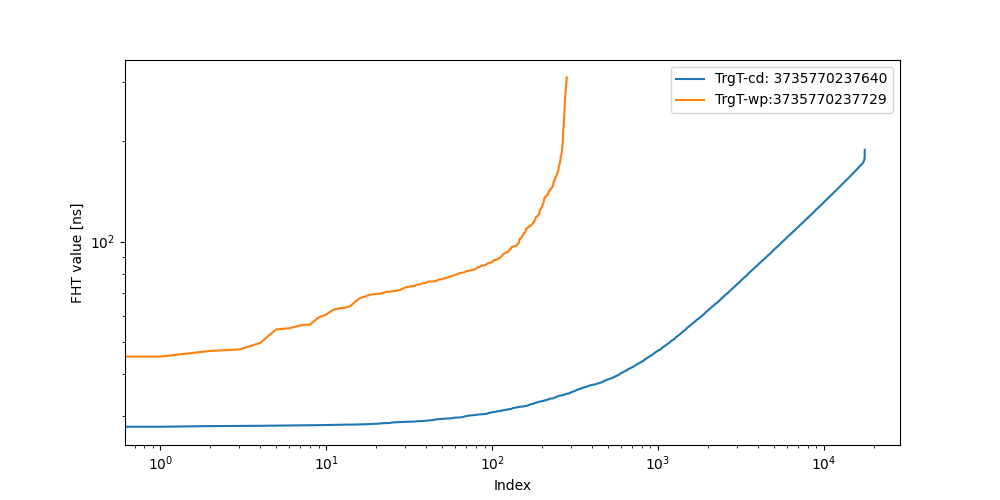 TrgT-cd: 3735770237640
TrgT-wp:3735770237729
FHT value [ns]
10²
10⁰
10¹
10²
10³
10⁴
Index